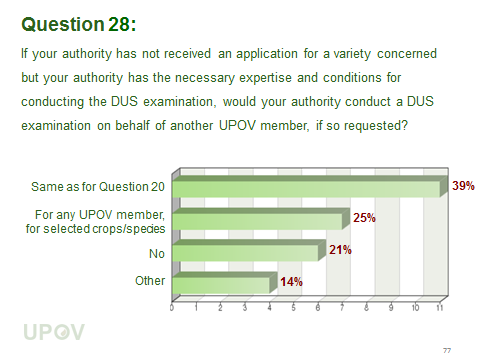 Question 28:
If your authority has not received an application for a variety concerned
but your authority has the necessary expertise and conditions for
conducting the DUS examination, would your authority conduct a DUS
examination on behalf of another UPOV member, if so requested?
Same as for Question 20
39%
For any UPOV member,
for selected crops/species
25%
No
21%
Other
14%
0 1 2 3 4 5 6 7 8 9 10 11
UPOV
77